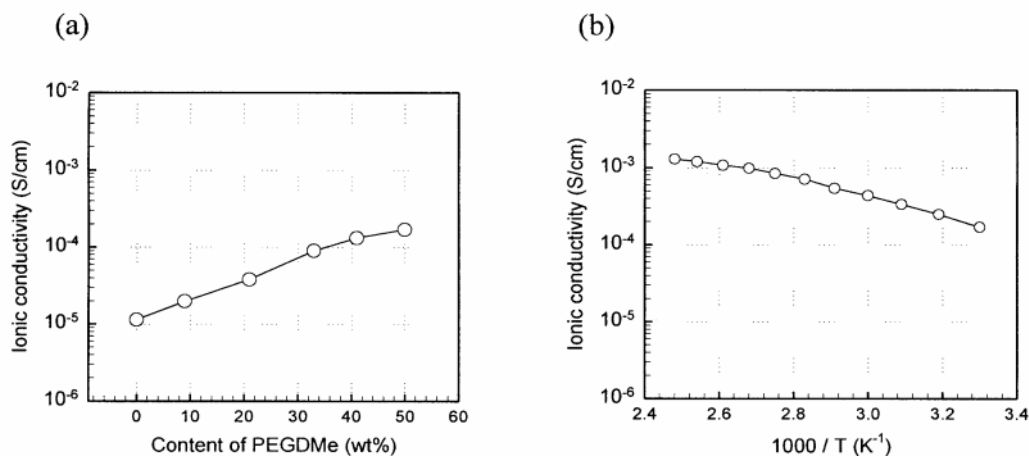 (a)
10⁻²
10⁻³
10⁻⁴
10⁻⁵
10⁻⁶
Ionic conductivity (S/cm)
0 10 20 30 40 50 60
Content of PEGDMe (wt%)
(b)
10⁻²
10⁻³
10⁻⁴
10⁻⁵
10⁻⁶
Ionic conductivity (S/cm)
2.4 2.6 2.8 3.0 3.2 3.4
1000 / T (K⁻¹)